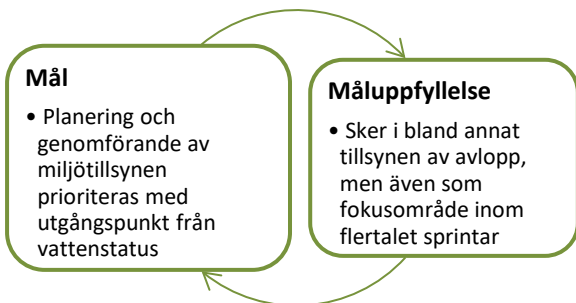 Mål
• Planering och
genomförande av
miljötillsynen
prioriteras med
utgångspunkt från
vattenstatus
Måluppfyllelse
• Sker i bland annat
tillsynen av avlopp,
men även som
fokusområde inom
flertalet sprintar